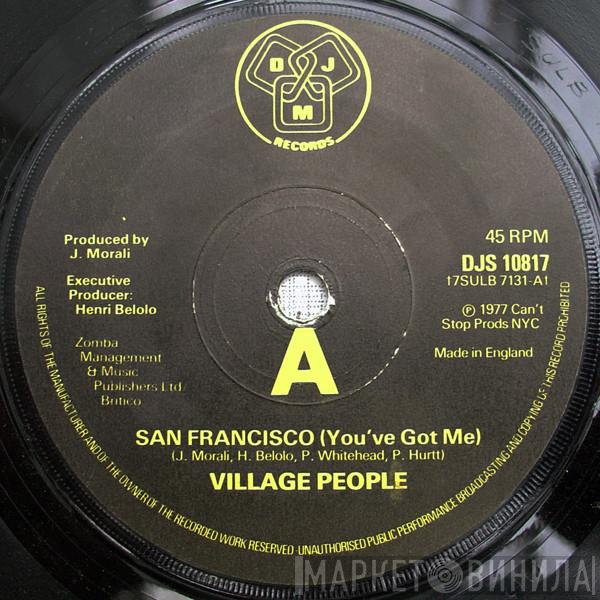 D J
M
RECORDS
Produced by
J. Morali
Executive
Producer:
Henri Belolo
Zomba
Management
& Music
Publishers Ltd/
Britico
45 RPM
DJS 10817
17SULB 7131-A1
℗ 1977 Can't
Stop Prods NYC
Made in England
A
SAN FRANCISCO (You've Got Me)
(J. Morali, H. Belolo, P. Whitehead, P. Hurtt)
VILLAGE PEOPLE
ALL RIGHTS OF THE MANUFACTURER AND OF THE OWNER OF THE RECORDED WORK RESERVED · UNAUTHORISED PUBLIC PERFORMANCE BROADCASTING AND COPYING OF THIS RECORD PROHIBITED
SULB
МАРКЕТ ВИНИЛА